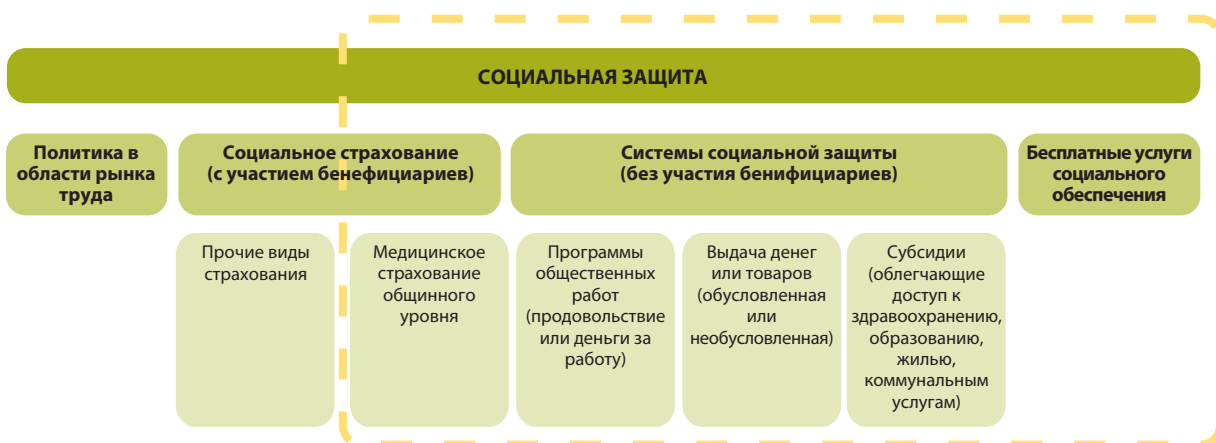 СОЦИАЛЬНАЯ ЗАЩИТА
Политика в
области рынка
труда
Социальное страхование
(с участием бенефициариев)
Системы социальной защиты
(без участия бенифициариев)
Бесплатные услуги
социального
обеспечения
Прочие виды
страхования
Медицинское
страхование
общинного
уровня
Программы
общественных
работ
(продовольствие
или деньги за
работу)
Выдача денег
или товаров
(обусловленная
или
необусловленная)
Субсидии
(облегчающие
доступ к
здравоохранению,
образованию,
жилью,
коммунальным
услугам)